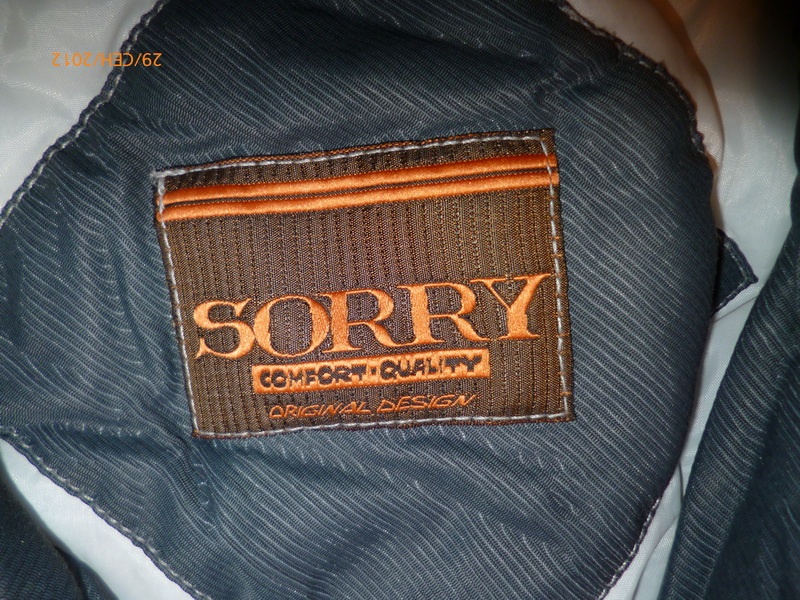 29/СЕН/2012
SORRY
COMFORT·QUALITY
ORIGINAL DESIGN